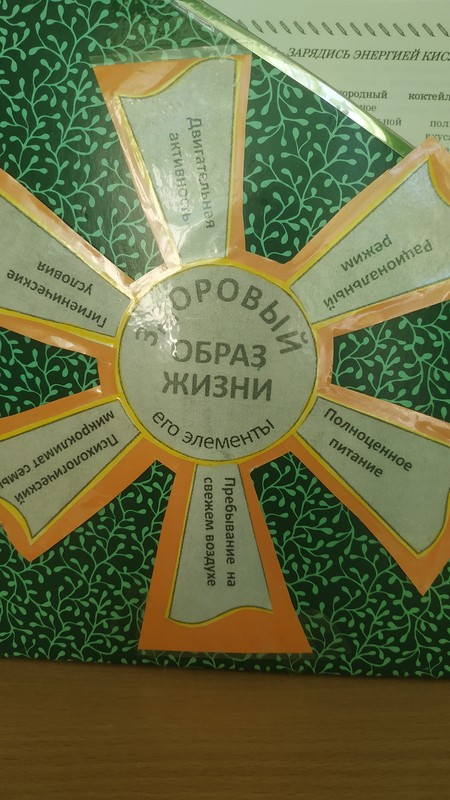 ЗАРЯДИСЬ ЭНЕРГИЕЙ
коктейл
Двигательная
активность
Рациональный
режим
Гигиенические
условия
ЗДОРОВЫЙ
ОБРАЗ
ЖИЗНИ
его элементы
Полноценное
питание
Психологический
микроклимат семьи
Пребывание на
свежем воздухе